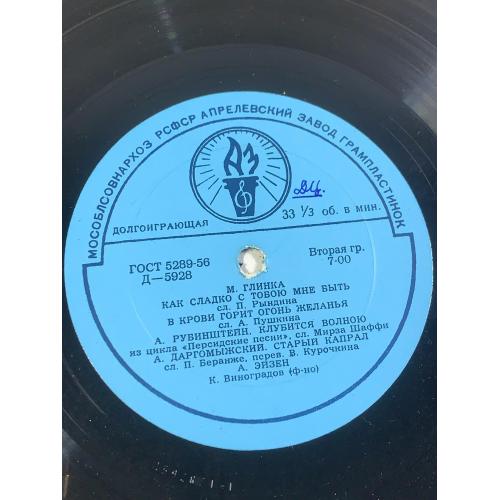 МОСОБЛСОВНАРХОЗ РСФСР АПРЕЛЕВСКИЙ ЗАВОД ГРАМПЛАСТИНОК
АЗ
ДОЛГОИГРАЮЩАЯ
33 1/3 об. в мин.
ГОСТ 5289-56
Д—5928
Вторая гр.
7-00
М. ГЛИНКА
КАК СЛАДКО С ТОБОЮ МНЕ БЫТЬ
сл. П. Рындина
В КРОВИ ГОРИТ ОГОНЬ ЖЕЛАНЬЯ
сл. А. Пушкина
А. РУБИНШТЕЙН. КЛУБИТСЯ ВОЛНОЮ
из цикла «Персидские песни», сл. Мирза Шаффи
А. ДАРГОМЫЖСКИЙ. СТАРЫЙ КАПРАЛ
сл. П. Беранже, перев. В. Курочкина
А. ЭЙЗЕН
К. Виноградов (ф-но)